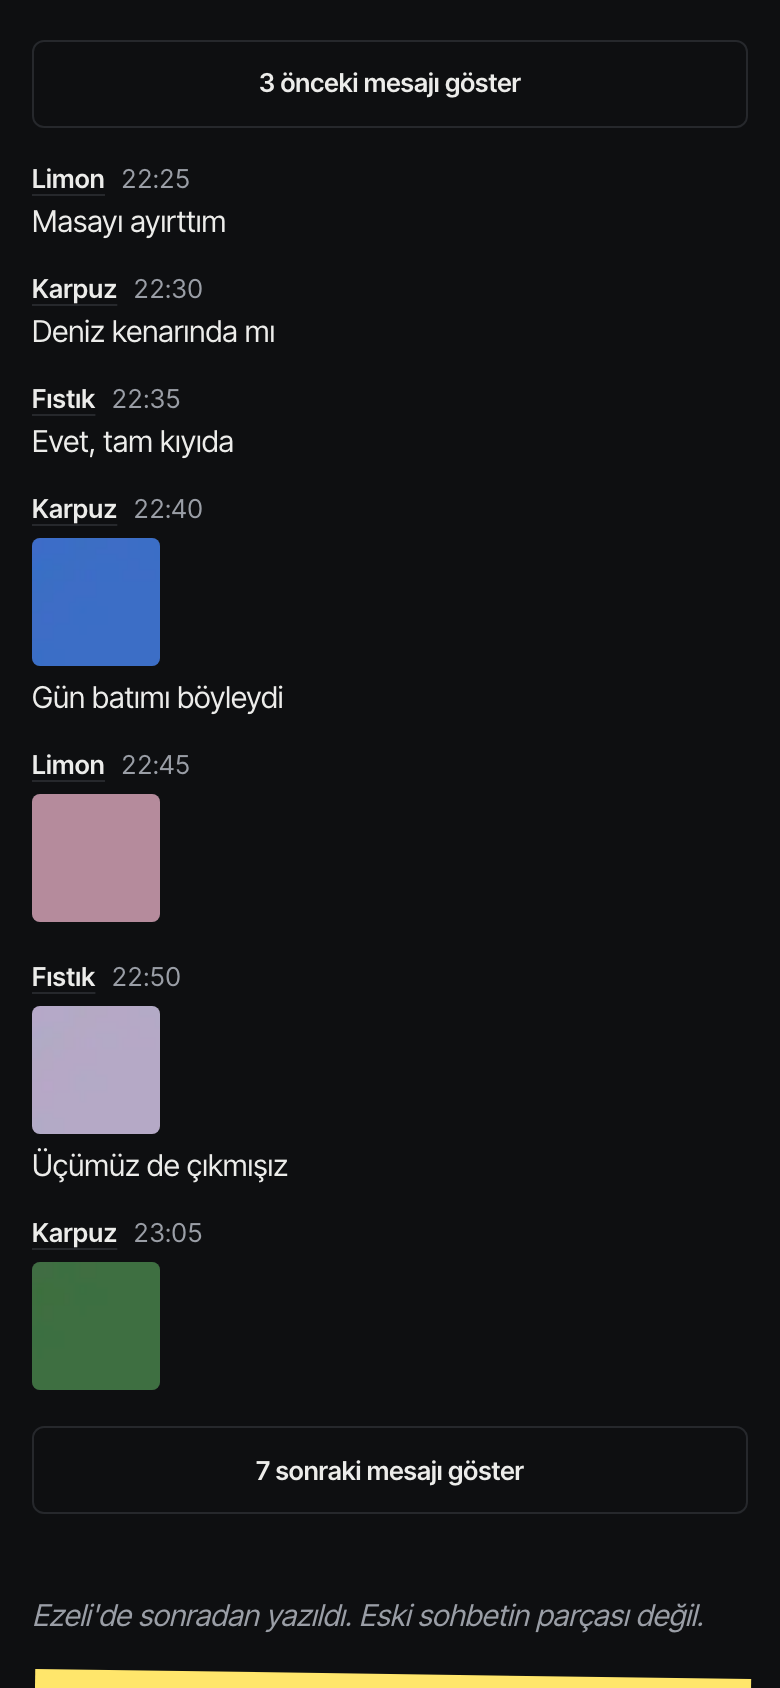 3 önceki mesajı göster
Limon 22:25
Masayı ayırttım
Karpuz 22:30
Deniz kenarında mı
Fıstık 22:35
Evet, tam kıyıda
Karpuz 22:40
Gün batımı böyleydi
Limon 22:45
Fıstık 22:50
Üçümüz de çıkmışız
Karpuz 23:05
7 sonraki mesajı göster
Ezeli'de sonradan yazıldı. Eski sohbetin parçası değil.